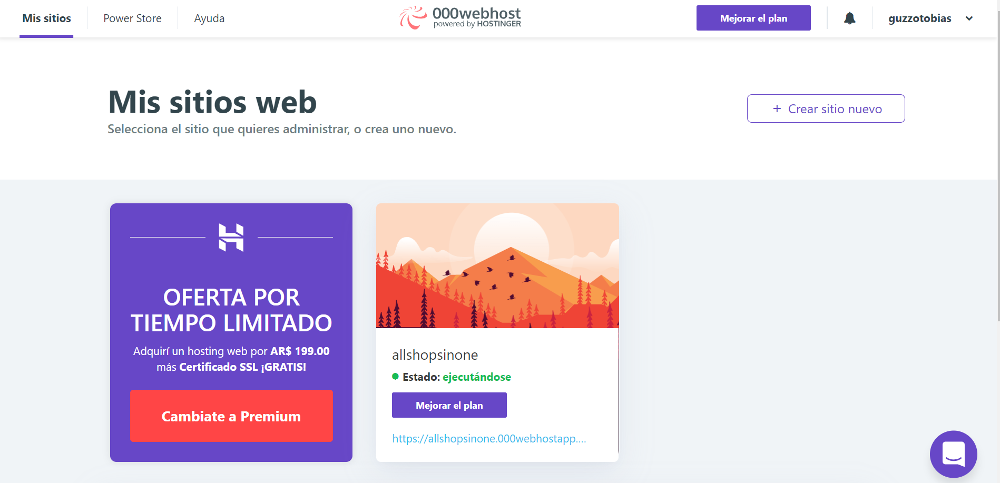 Mis sitios
Power Store
Ayuda
000webhost
powered by HOSTINGER
Mejorar el plan
guzzotobias
Mis sitios web
Selecciona el sitio que quieres administrar, o crea uno nuevo.
+ Crear sitio nuevo
OFERTA POR
TIEMPO LIMITADO
Adquirí un hosting web por AR$ 199.00
más Certificado SSL ¡GRATIS!
Cambiate a Premium
allshopsinone
Estado: ejecutándose
Mejorar el plan
https://allshopsinone.000webhostapp....